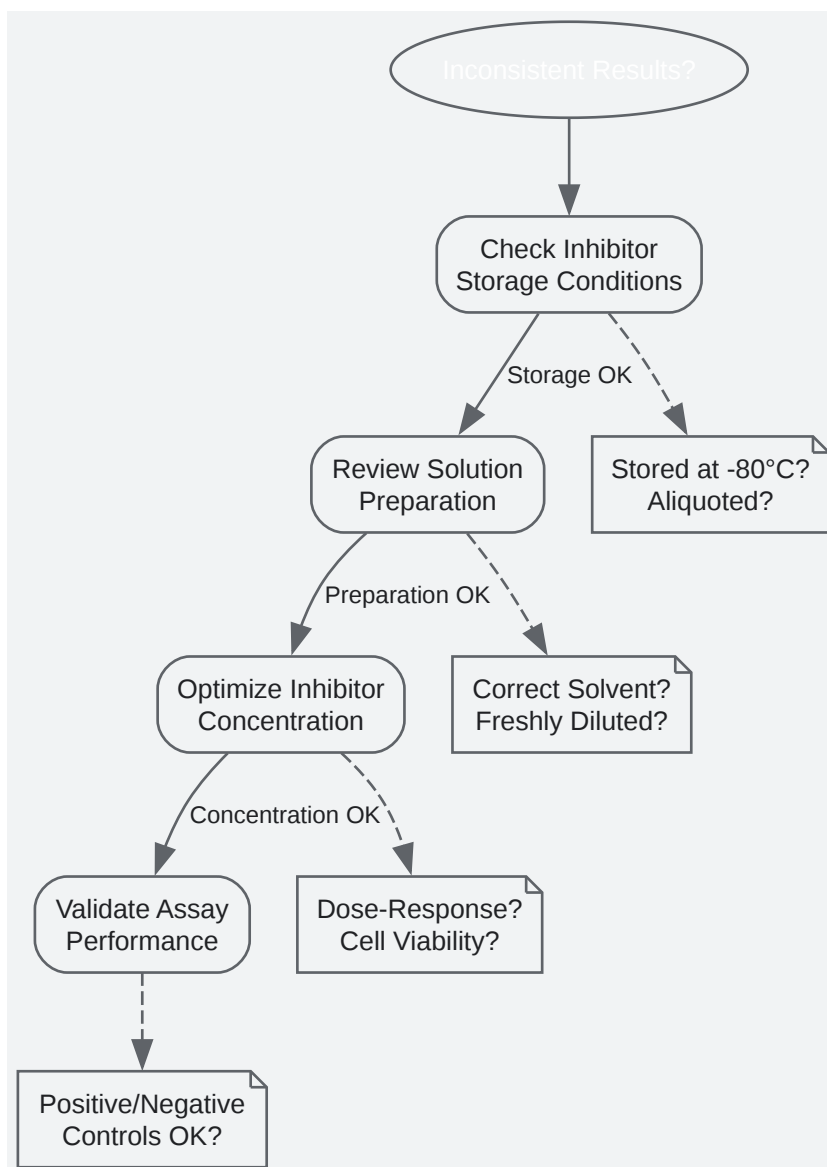 Inconsistent Results?
Check Inhibitor
Storage Conditions
Storage OK
Review Solution
Preparation
Stored at -80°C?
Aliquoted?
Preparation OK
Optimize Inhibitor
Concentration
Correct Solvent?
Freshly Diluted?
Concentration OK
Validate Assay
Performance
Dose-Response?
Cell Viability?
Positive/Negative
Controls OK?